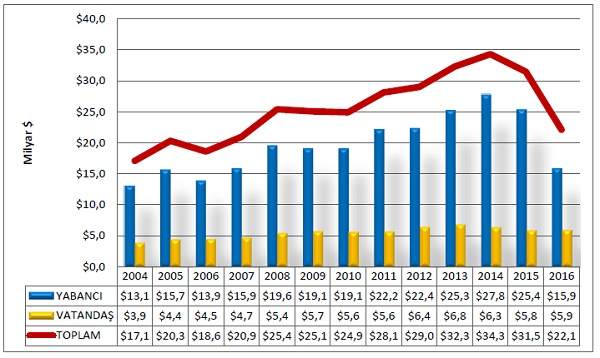 $40,0
$35,0
$30,0
$25,0
$20,0
$15,0
$10,0
$5,0
$0,0
Milyar $
2004 2005 2006 2007 2008 2009 2010 2011 2012 2013 2014 2015 2016
YABANCI $13,1 $15,7 $13,9 $15,9 $19,6 $19,1 $19,1 $22,2 $22,4 $25,3 $27,8 $25,4 $15,9
VATANDAŞ $3,9 $4,4 $4,5 $4,7 $5,4 $5,7 $5,6 $5,6 $6,4 $6,8 $6,3 $5,8 $5,9
TOPLAM $17,1 $20,3 $18,6 $20,9 $25,4 $25,1 $24,9 $28,1 $29,0 $32,3 $34,3 $31,5 $22,1